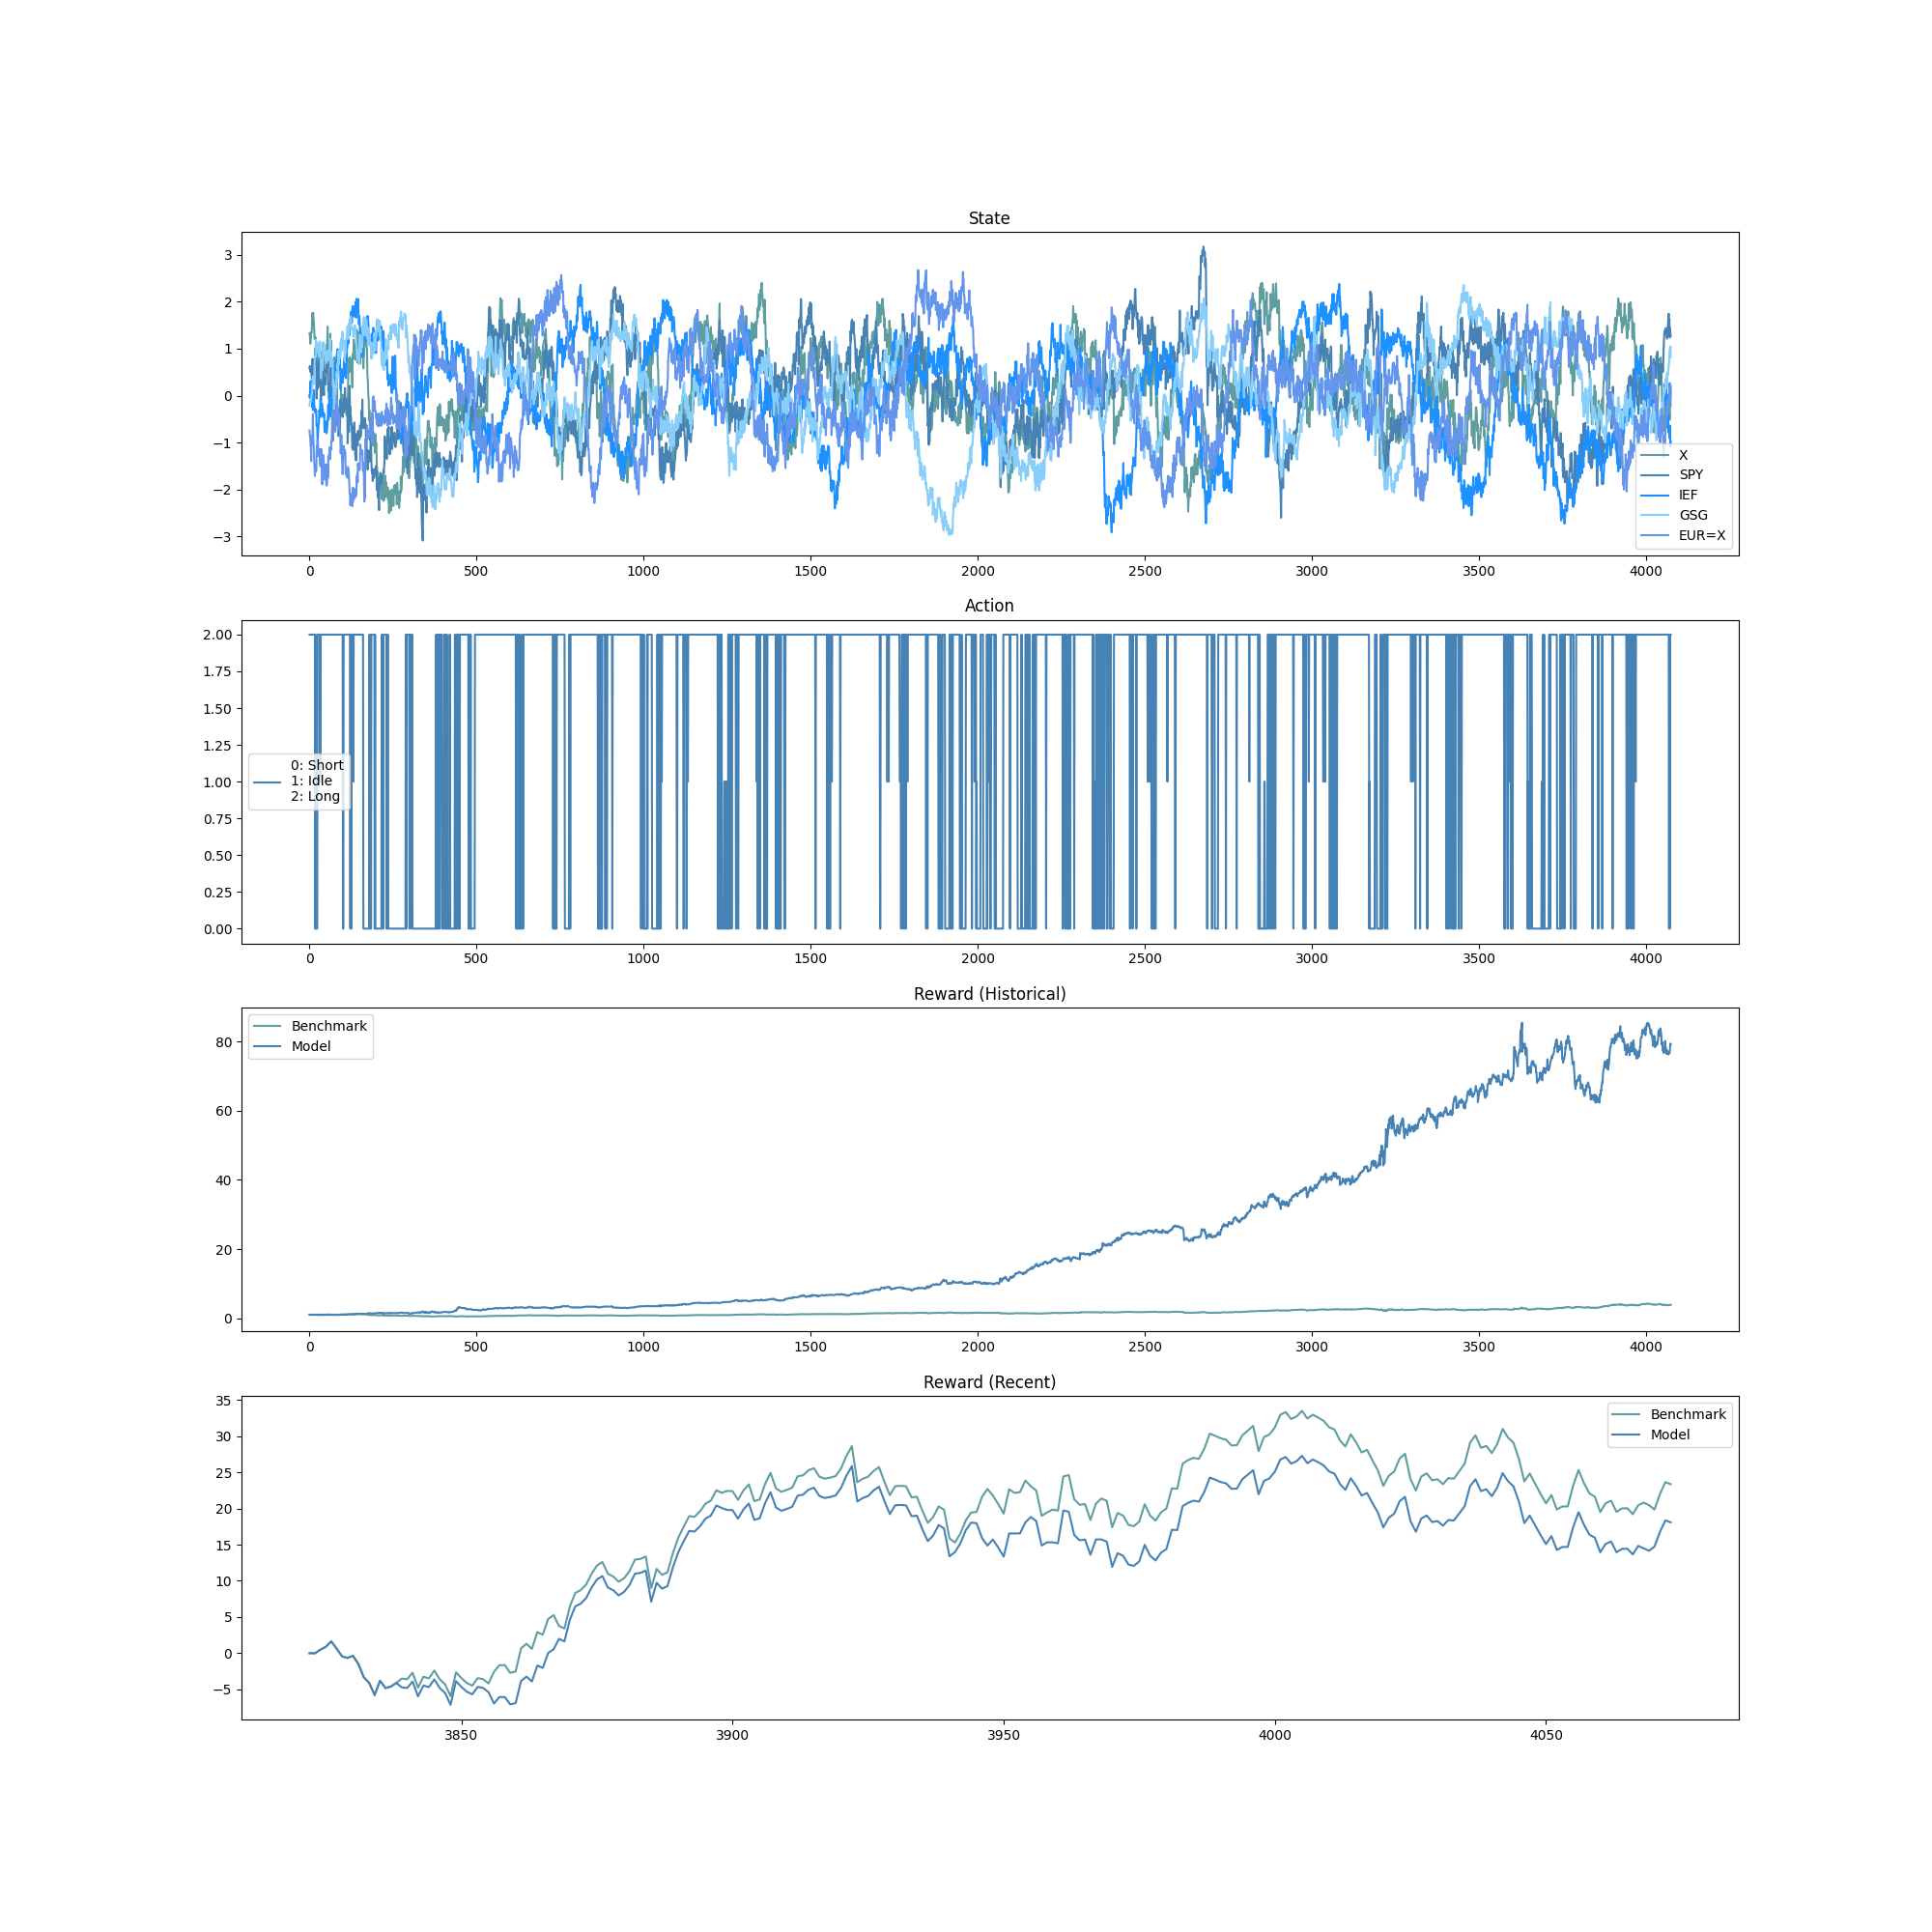 State
3
2
1
0
−1
−2
−3
X
SPY
IEF
GSG
EUR=X
0 500 1000 1500 2000 2500 3000 3500 4000
Action
2.00
1.75
1.50
1.25
1.00
0.75
0.50
0.25
0.00
0: Short
1: Idle
2: Long
0 500 1000 1500 2000 2500 3000 3500 4000
Reward (Historical)
Benchmark
Model
80
60
40
20
0
0 500 1000 1500 2000 2500 3000 3500 4000
Reward (Recent)
35
30
25
20
15
10
5
0
−5
Benchmark
Model
3850 3900 3950 4000 4050